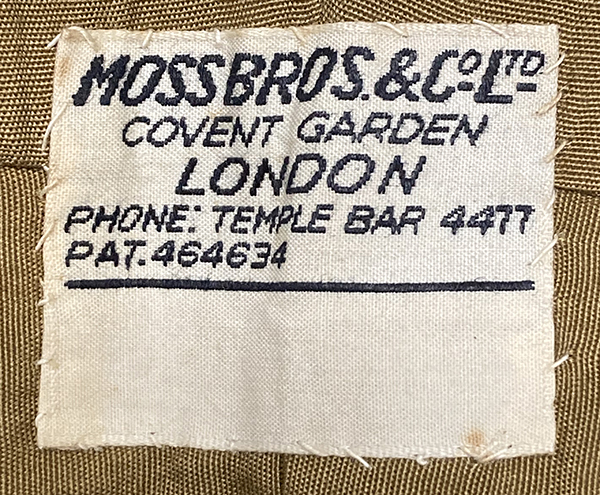 MOSS BROS. & Co. LTD.
COVENT GARDEN
LONDON
PHONE: TEMPLE BAR 4477
PAT. 464634